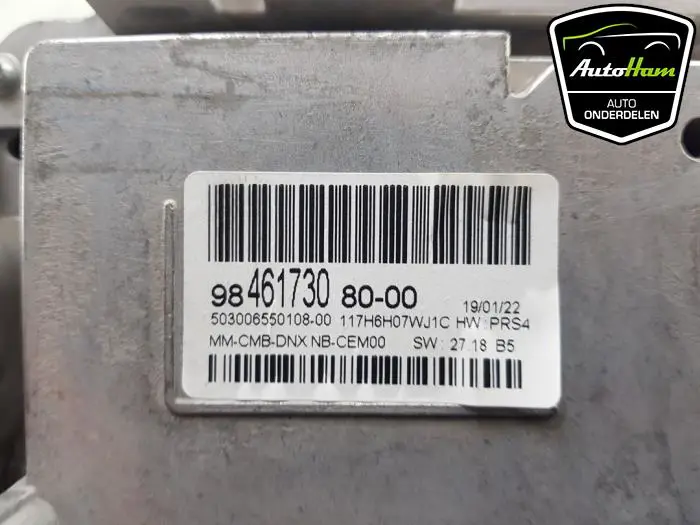 AutoHam
AUTO
ONDERDELEN
98 461730 80-00
19/01/22
503006550108-00 117H6H07WJ1C HW:PRS4
MM-CMB-DNX NB-CEM00 SW: 27.18 B5